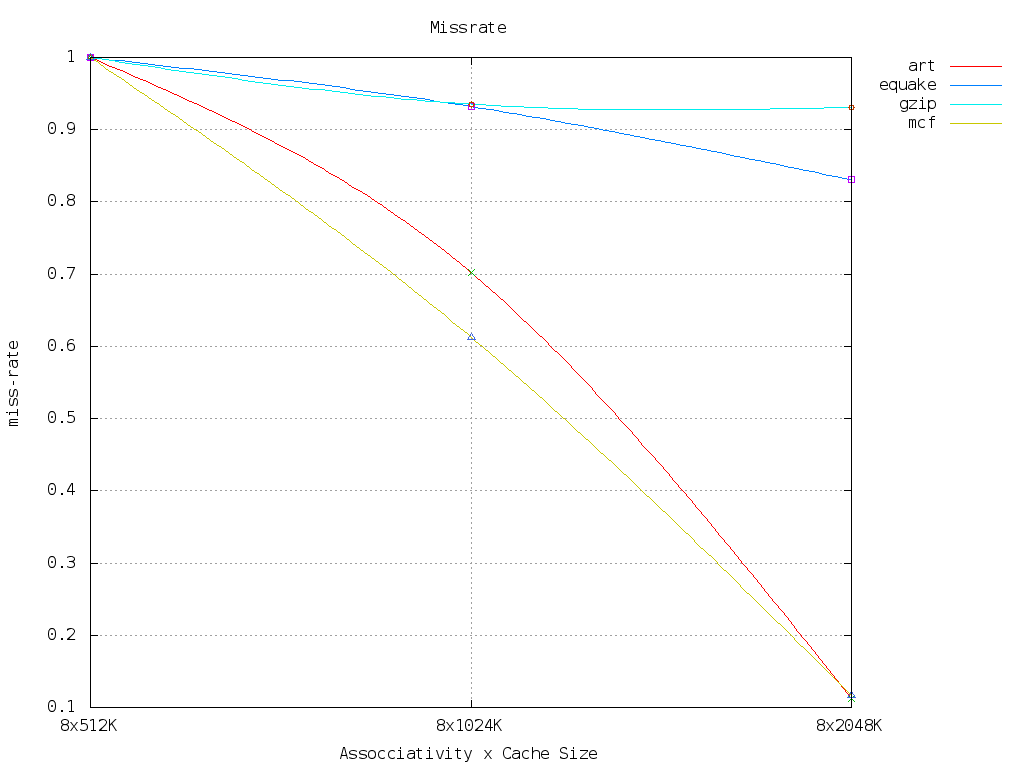 Missrate
art
equake
gzip
mcf
1
0.9
0.8
0.7
0.6
0.5
0.4
0.3
0.2
0.1
miss-rate
8x512K
8x1024K
8x2048K
Assocciativity x Cache Size